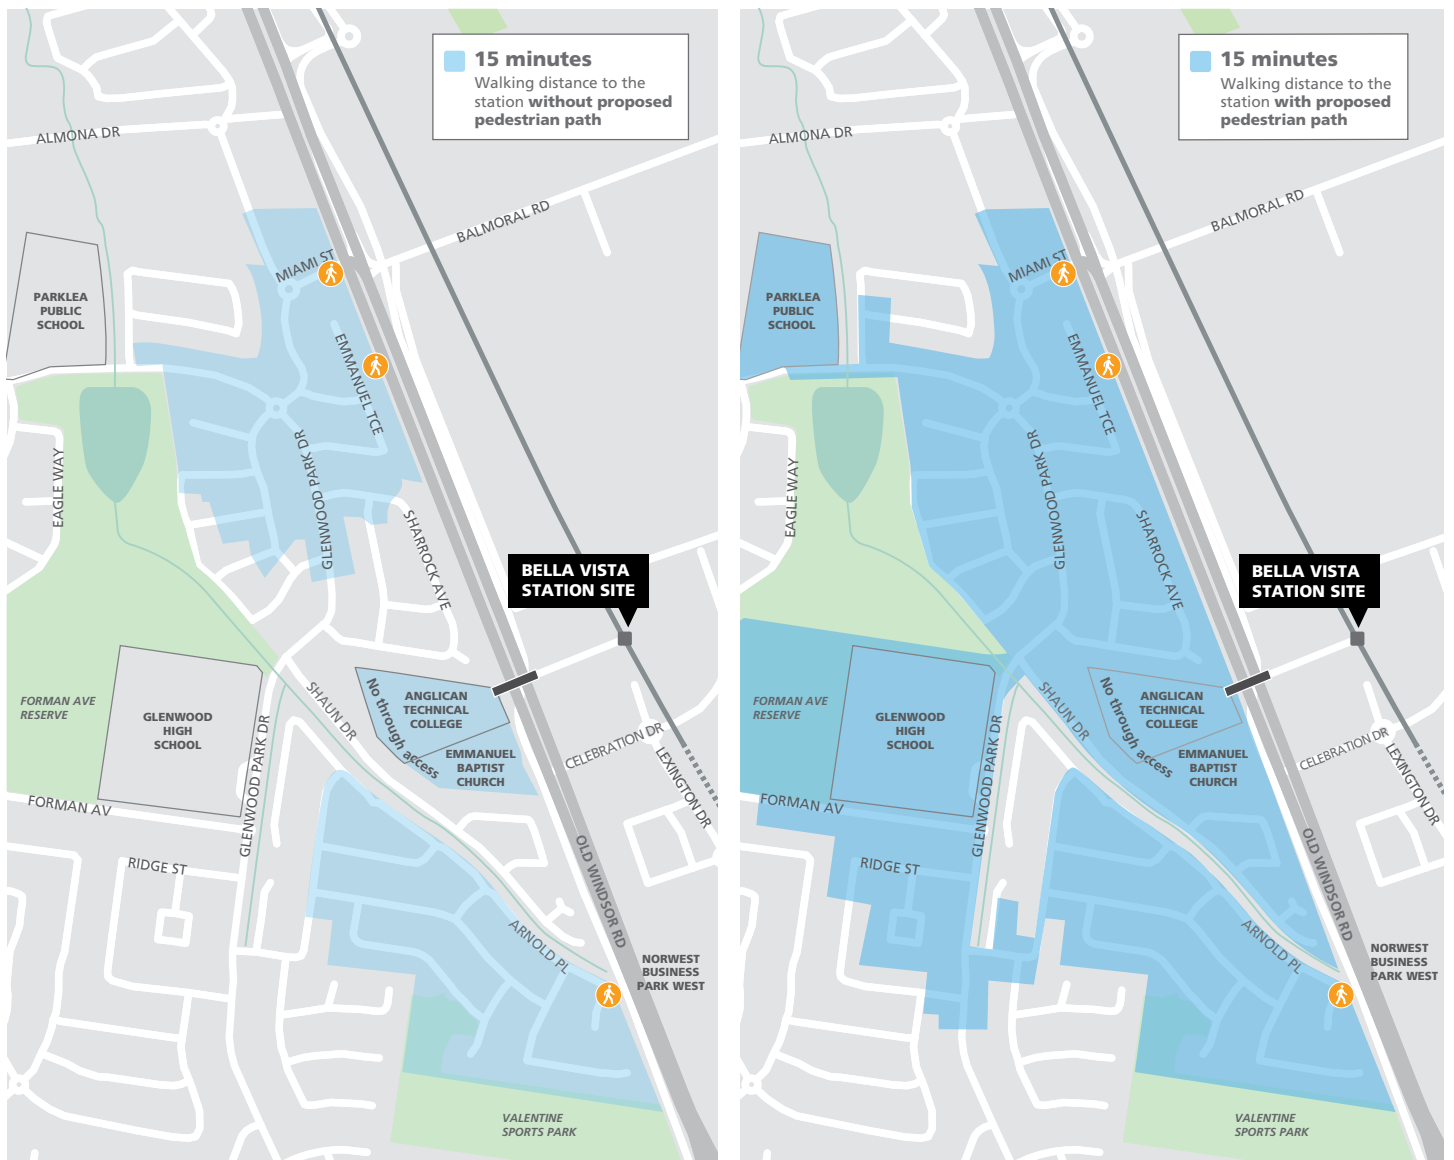 15 minutes
Walking distance to the
station without proposed
pedestrian path
ALMONA DR
BALMORAL RD
MIAMI ST
PARKLEA
PUBLIC
SCHOOL
EMMANUEL TCE
EAGLE WAY
GLENWOOD PARK DR
SHARROCK AVE
BELLA VISTA
STATION SITE
FORMAN AVE
RESERVE
GLENWOOD
HIGH
SCHOOL
SHAUN DR
No through access
ANGLICAN
TECHNICAL
COLLEGE
EMMANUEL
BAPTIST
CHURCH
CELEBRATION DR
LEXINGTON DR
GLENWOOD PARK DR
FORMAN AV
RIDGE ST
OLD WINDSOR RD
ARNOLD PL
NORWEST
BUSINESS
PARK WEST
VALENTINE
SPORTS PARK
15 minutes
Walking distance to the
station with proposed
pedestrian path
ALMONA DR
BALMORAL RD
MIAMI ST
PARKLEA
PUBLIC
SCHOOL
EMMANUEL TCE
EAGLE WAY
GLENWOOD PARK DR
SHARROCK AVE
BELLA VISTA
STATION SITE
FORMAN AVE
RESERVE
GLENWOOD
HIGH
SCHOOL
SHAUN DR
No through access
ANGLICAN
TECHNICAL
COLLEGE
EMMANUEL
BAPTIST
CHURCH
CELEBRATION DR
LEXINGTON DR
GLENWOOD PARK DR
FORMAN AV
RIDGE ST
OLD WINDSOR RD
ARNOLD PL
NORWEST
BUSINESS
PARK WEST
VALENTINE
SPORTS PARK